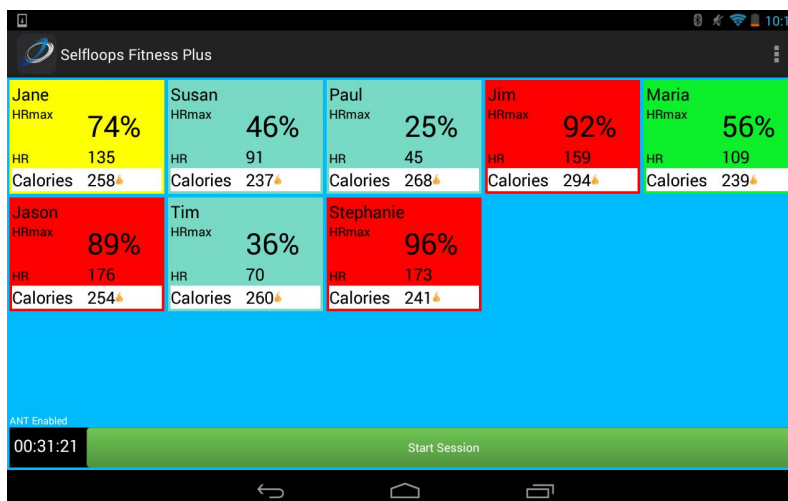 10:1
Selfloops Fitness Plus
Jane Susan Paul Jim Maria
HRmax HRmax HRmax HRmax HRmax
74% 46% 25% 92% 56%
HR 135 HR 91 HR 45 HR 159 HR 109
Calories 258 Calories 237 Calories 268 Calories 294 Calories 239
Jason Tim Stephanie
HRmax HRmax HRmax
89% 36% 96%
HR 176 HR 70 HR 173
Calories 254 Calories 260 Calories 241
ANT Enabled
00:31:21 Start Session